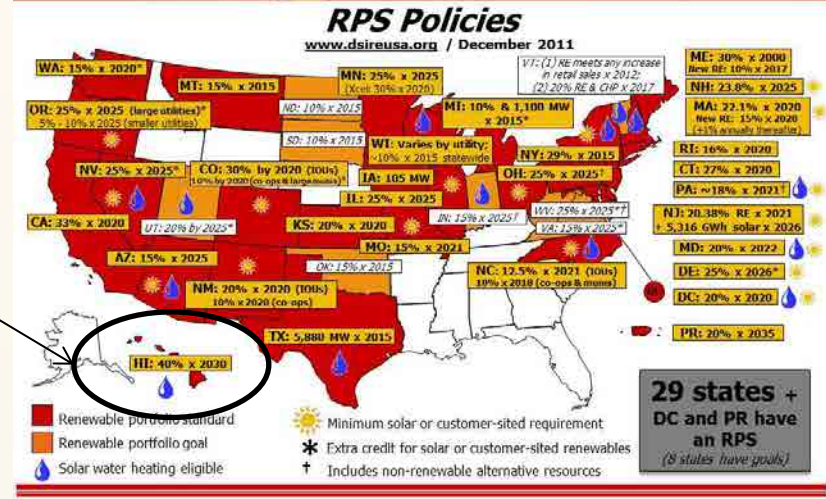 RPS Policies
www.dsireusa.org / December 2011
WA: 15% x 2020*
MT: 15% x 2015
MN: 25% x 2025
(Xcel: 30% x 2020)
VT: (1) RE meets any increase
in retail sales x 2012;
(2) 20% RE & CHP x 2017
ME: 30% x 2000
New RE: 10% x 2017
NH: 23.8% x 2025
MA: 22.1% x 2020
New RE: 15% x 2020
(+1% annually thereafter)
RI: 16% x 2020
CT: 27% x 2020
PA: ~18% x 2021†
NJ: 20.38% RE x 2021
+ 5,316 GWh solar x 2026
MD: 20% x 2022
DE: 25% x 2026*
DC: 20% x 2020
PR: 20% x 2035
OR: 25% x 2025 (large utilities)*
5% - 10% x 2025 (smaller utilities)
ND: 10% x 2015
SD: 10% x 2015
MI: 10% & 1,100 MW
x 2015*
WI: Varies by utility;
~10% x 2015 statewide
NY: 29% x 2015
NV: 25% x 2025*
CO: 30% by 2020 (IOUs)
10% by 2020 (co-ops & large munis)*
IA: 105 MW
OH: 25% x 2025†
IL: 25% x 2025
CA: 33% x 2020
UT: 20% by 2025*
KS: 20% x 2020
IN: 15% x 2025†
WV: 25% x 2025*†
VA: 15% x 2025*
MO: 15% x 2021
AZ: 15% x 2025
OK: 15% x 2015
NM: 20% x 2020 (IOUs)
10% x 2020 (co-ops)
NC: 12.5% x 2021 (IOUs)
10% x 2018 (co-ops & munis)
TX: 5,880 MW x 2015
HI: 40% x 2030
Renewable portfolio standard
Renewable portfolio goal
Solar water heating eligible
Minimum solar or customer-sited requirement
* Extra credit for solar or customer-sited renewables
† Includes non-renewable alternative resources
29 states +
DC and PR have
an RPS
(8 states have goals)